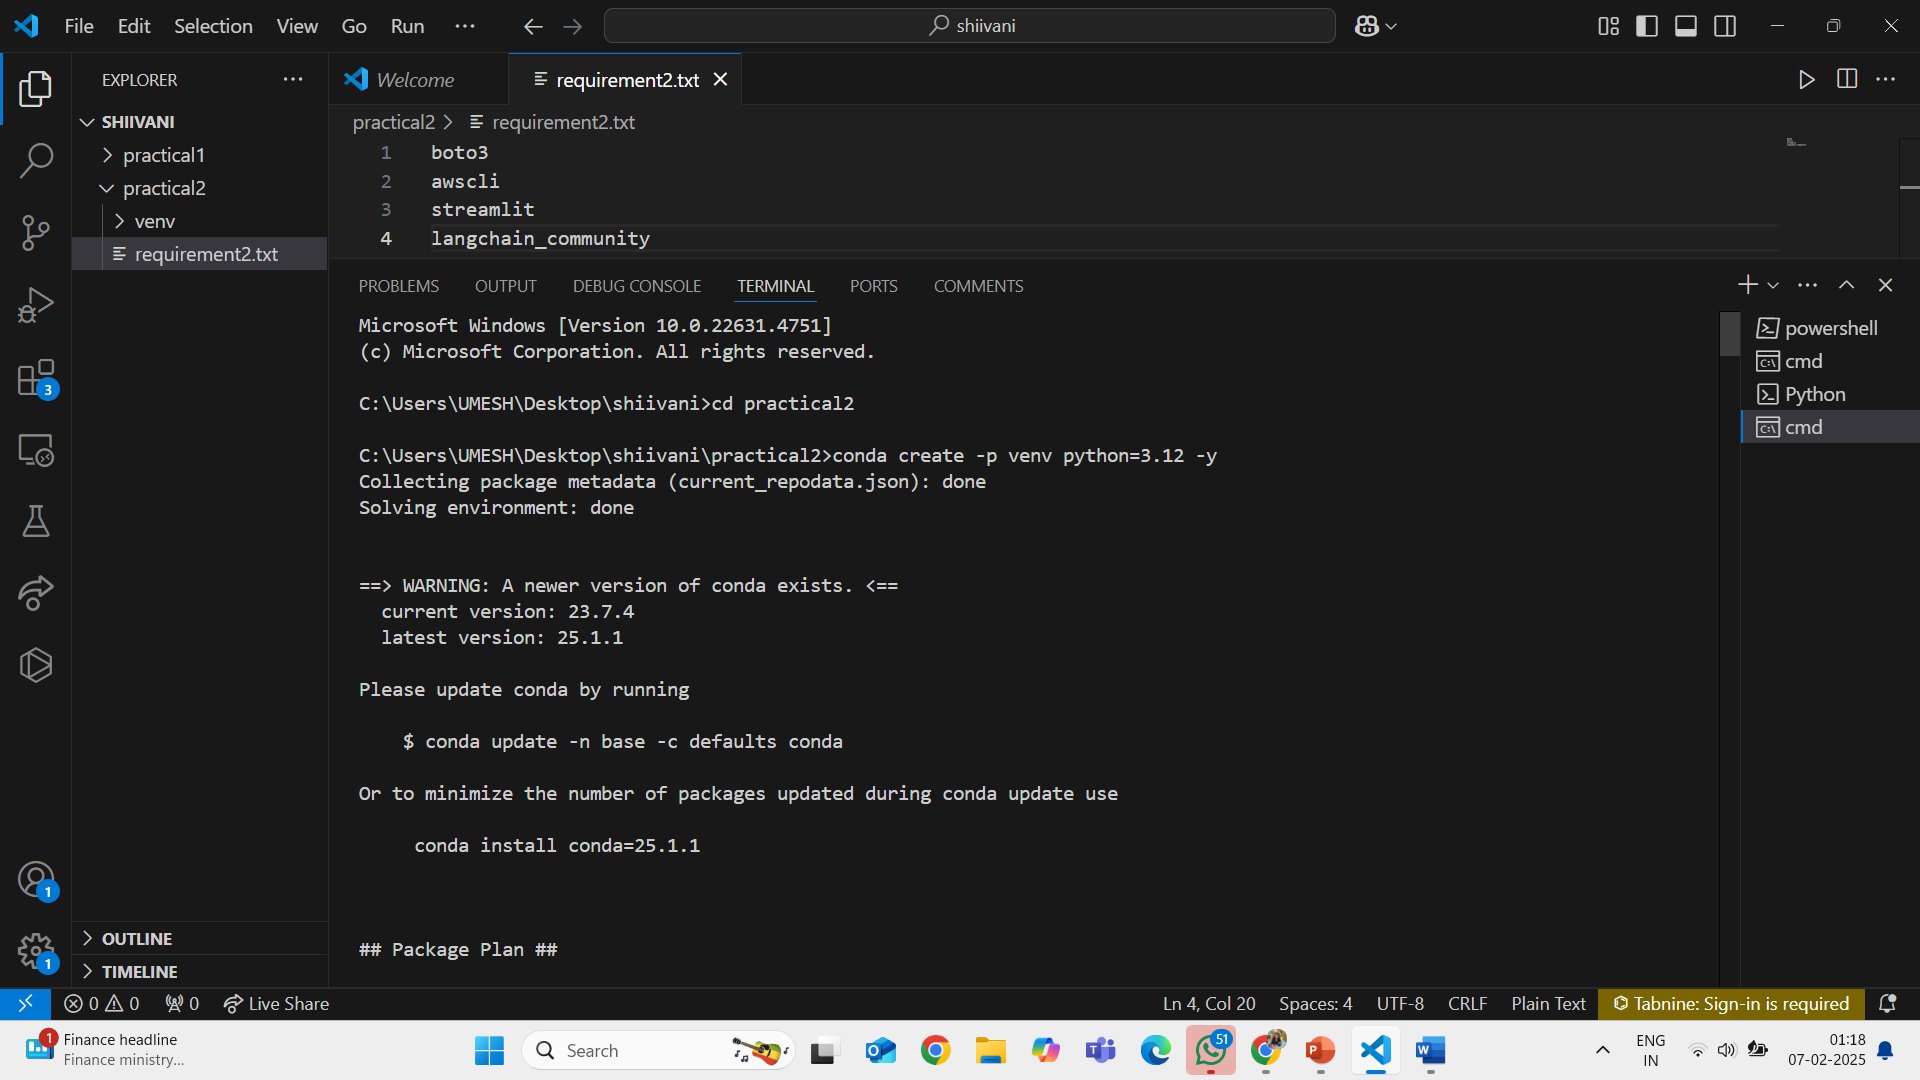 File Edit Selection View Go Run ···
shiivani
EXPLORER ···
SHIIVANI
practical1
practical2
venv
requirement2.txt
OUTLINE
TIMELINE
Welcome
requirement2.txt
practical2 > requirement2.txt
1 boto3
2 awscli
3 streamlit
4 langchain_community
PROBLEMS OUTPUT DEBUG CONSOLE TERMINAL PORTS COMMENTS
Microsoft Windows [Version 10.0.22631.4751]
(c) Microsoft Corporation. All rights reserved.
C:\Users\UMESH\Desktop\shiivani>cd practical2
C:\Users\UMESH\Desktop\shiivani\practical2>conda create -p venv python=3.12 -y
Collecting package metadata (current_repodata.json): done
Solving environment: done
==> WARNING: A newer version of conda exists. <==
current version: 23.7.4
latest version: 25.1.1
Please update conda by running
$ conda update -n base -c defaults conda
Or to minimize the number of packages updated during conda update use
conda install conda=25.1.1
## Package Plan ##
powershell
cmd
Python
cmd
3
1
1
0 0 0 Live Share
Ln 4, Col 20 Spaces: 4 UTF-8 CRLF Plain Text Tabnine: Sign-in is required
1
Finance headline
Finance ministry...
Search
51
ENG
IN
01:18
07-02-2025